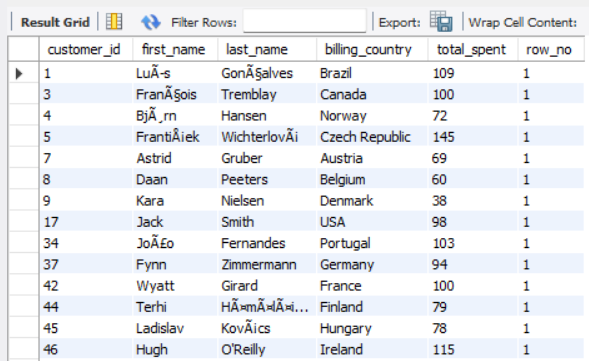 Result Grid Filter Rows: Export: Wrap Cell Content:
customer_id first_name last_name billing_country total_spent row_no
1 LuÃ-s GonÃ§alves Brazil 109 1
3 FranÃ§ois Tremblay Canada 100 1
4 BjÃ¸rn Hansen Norway 72 1
5 FrantiÅiek WichterlovÃi Czech Republic 145 1
7 Astrid Gruber Austria 69 1
8 Daan Peeters Belgium 60 1
9 Kara Nielsen Denmark 38 1
17 Jack Smith USA 98 1
34 JoÃ£o Fernandes Portugal 103 1
37 Fynn Zimmermann Germany 94 1
42 Wyatt Girard France 100 1
44 Terhi HÃ¤mÃ¤lÃ¤i... Finland 79 1
45 Ladislav KovÃics Hungary 78 1
46 Hugh O'Reilly Ireland 115 1